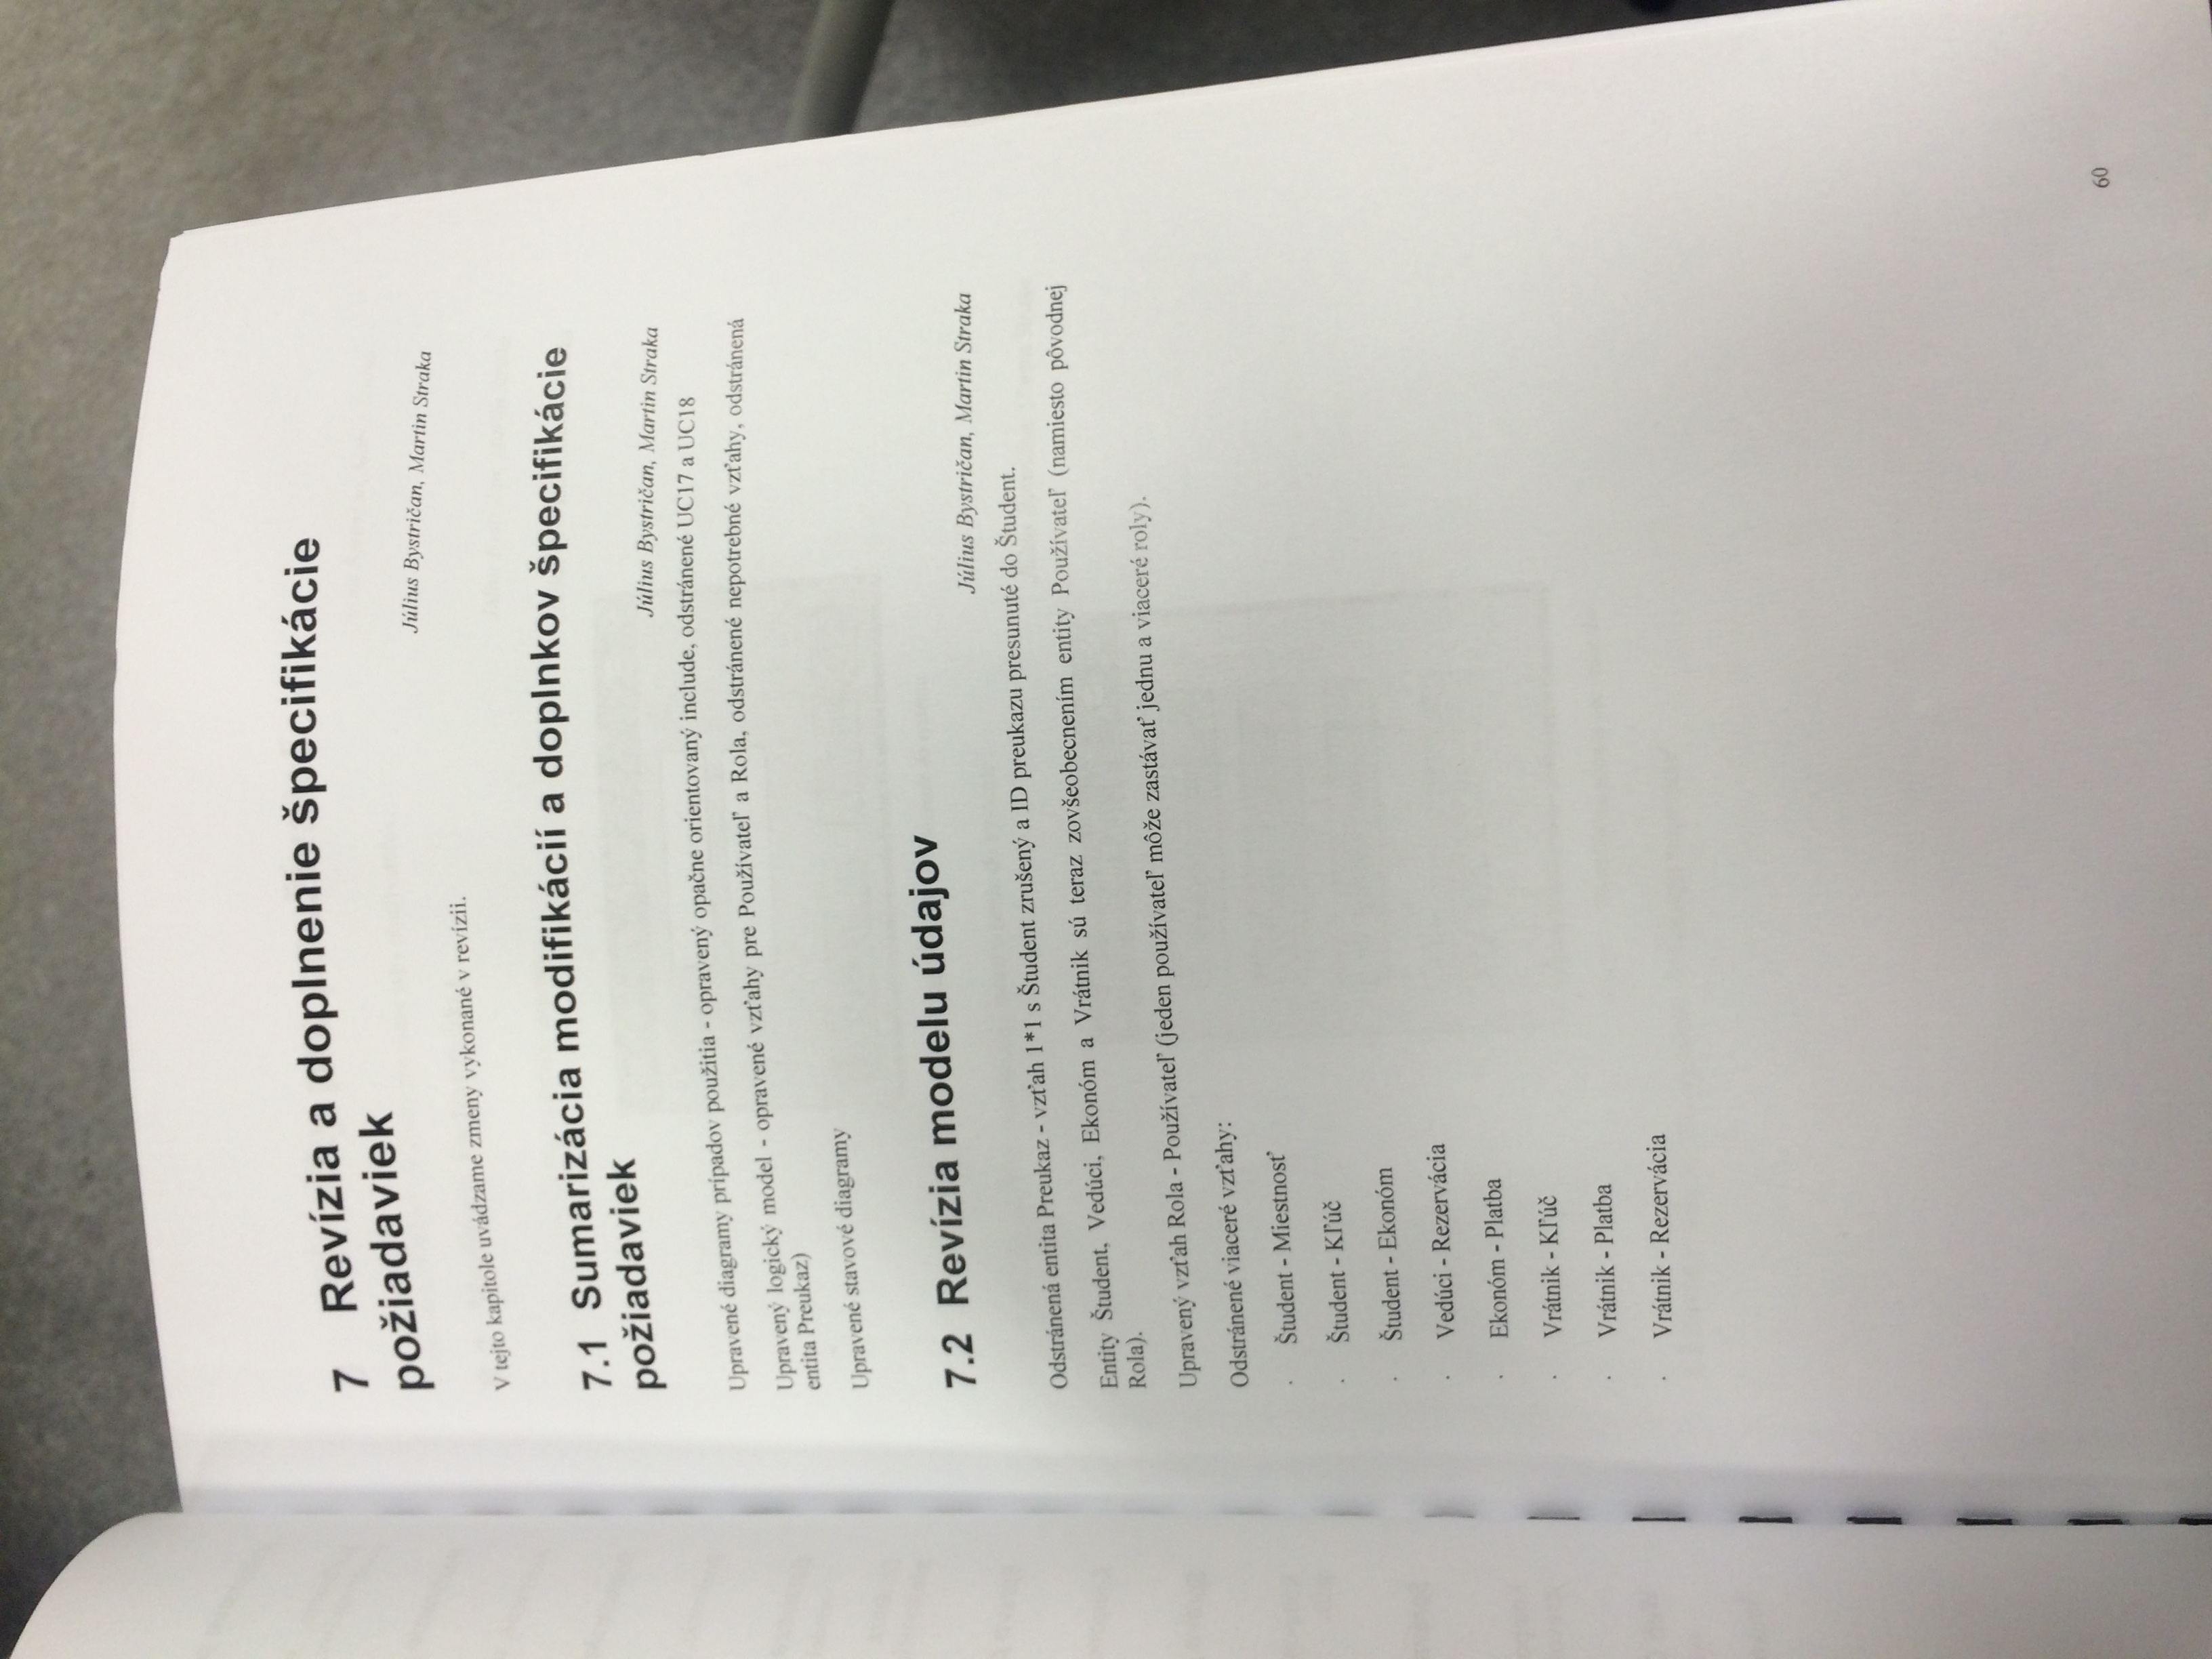 7 Revízia a doplnenie špecifikácie
požiadaviek
Július Bystričan, Martin Straka
V tejto kapitole uvádzame zmeny vykonané v revízii.
7.1 Sumarizácia modifikácií a doplnkov špecifikácie
požiadaviek
Július Bystričan, Martin Straka
Upravené diagramy prípadov použitia - opravený opačne orientovaný include, odstránené UC17 a UC18
Upravený logický model - opravené vzťahy pre Používateľ a Rola, odstránené nepotrebné vzťahy, odstránená
entita Preukaz)
Upravené stavové diagramy
7.2 Revízia modelu údajov
Július Bystričan, Martin Straka
Odstránená entita Preukaz - vzťah 1*1 s Študent zrušený a ID preukazu presunuté do Študent.
Entity Študent, Vedúci, Ekonóm a Vrátnik sú teraz zovšeobecnením entity Používateľ (namiesto pôvodnej
Rola).
Upravený vzťah Rola - Používateľ (jeden používateľ môže zastávať jednu a viaceré roly).
Odstránené viaceré vzťahy:
· Študent - Miestnosť
· Študent - Kľúč
· Študent - Ekonóm
· Vedúci - Rezervácia
· Ekonóm - Platba
· Vrátnik - Kľúč
· Vrátnik - Platba
· Vrátnik - Rezervácia
60